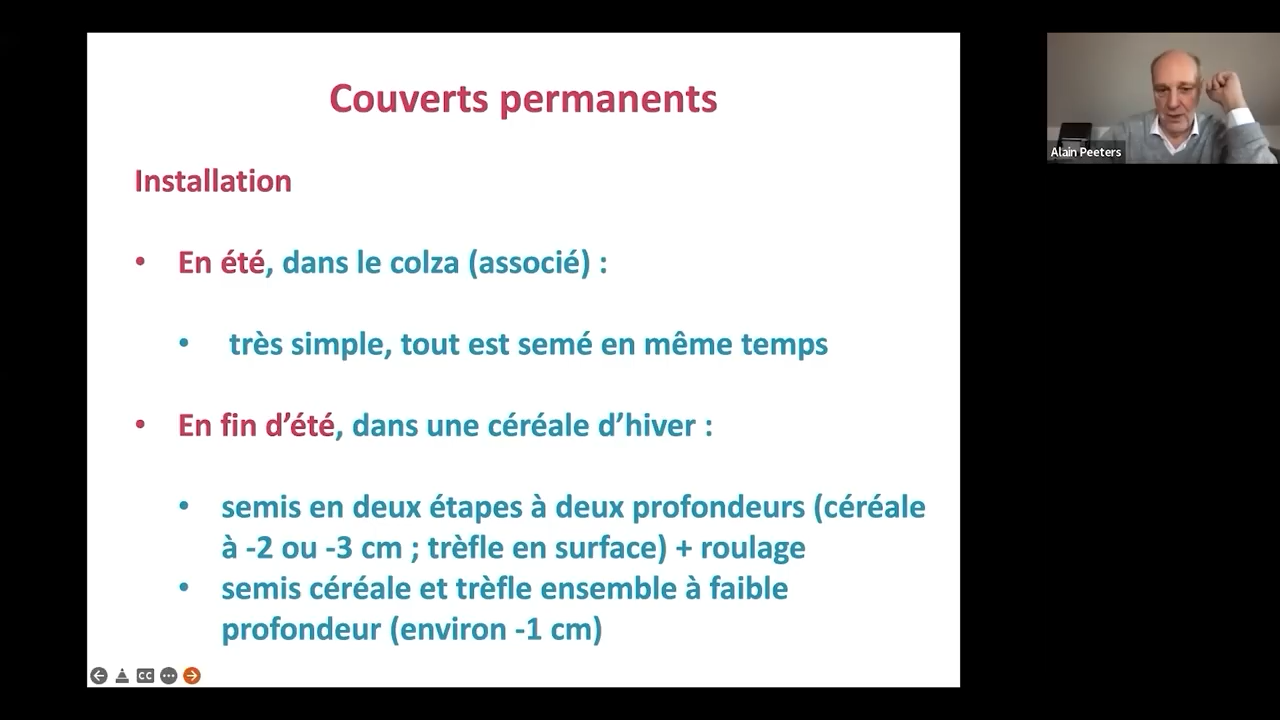 Couverts permanents
Installation
• En été, dans le colza (associé) :
• très simple, tout est semé en même temps
• En fin d’été, dans une céréale d’hiver :
• semis en deux étapes à deux profondeurs (céréale
à -2 ou -3 cm ; trèfle en surface) + roulage
• semis céréale et trèfle ensemble à faible
profondeur (environ -1 cm)
CC
Alain Peeters